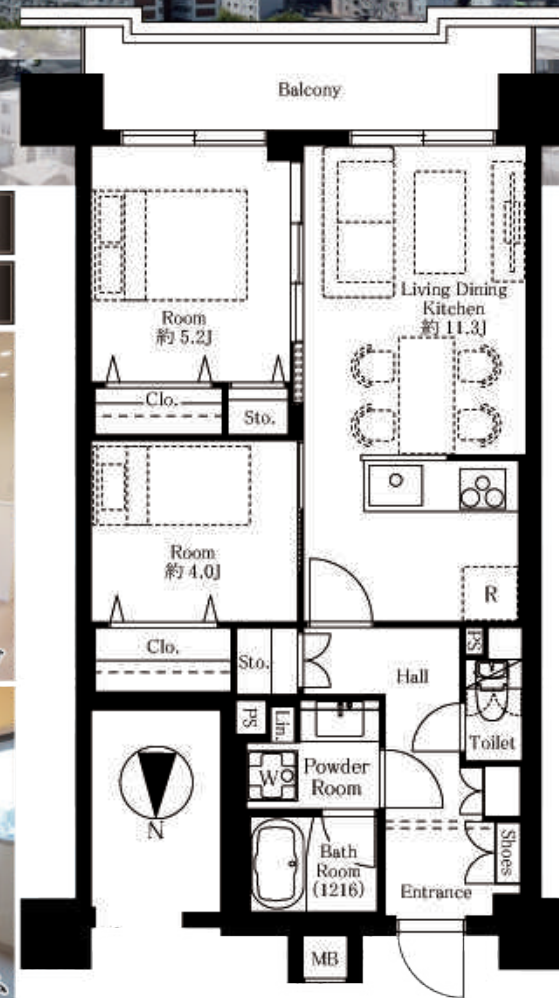 Balcony
Living Dining
Kitchen
約 11.3J
Room
約 5.2J
Clo.
Sto.
Room
約 4.0J
R
Clo.
Sto.
Hall
PS
Toilet
PS
Lin.
W
Powder
Room
N
Bath
Room
(1216)
Shoes
Entrance
MB